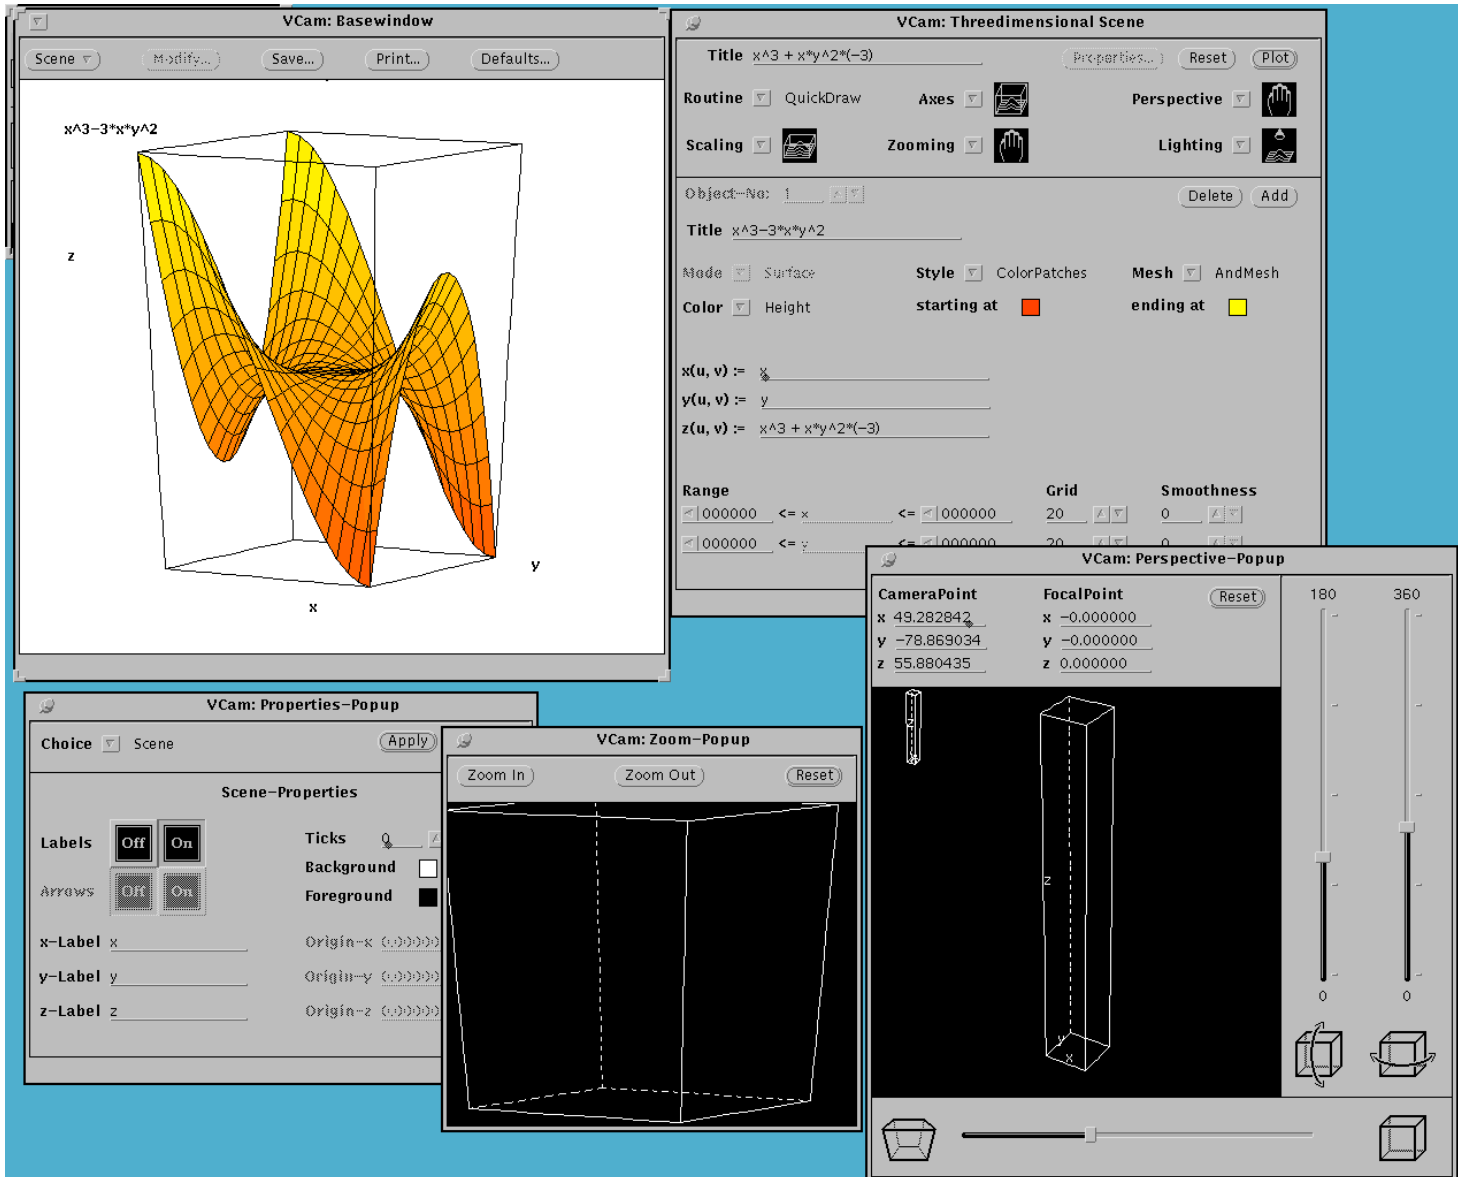 VCam: Basewindow
Scene Modify... Save... Print... Defaults...
x^3-3*x*y^2
z
y
x
VCam: Threedimensional Scene
Title x^3 + x*y^2*(-3) Properties... Reset Plot
Routine QuickDraw Axes Perspective
Scaling Zooming Lighting
Object-No: 1 Delete Add
Title x^3-3*x*y^2
Mode Surface Style ColorPatches Mesh AndMesh
Color Height starting at ending at
x(u, v) := x
y(u, v) := y
z(u, v) := x^3 + x*y^2*(-3)
Range Grid Smoothness
<000000 <= x <= <000000 20 0
<000000 <= y <= <000000 20 0
VCam: Perspective-Popup
CameraPoint FocalPoint Reset 180 360
x 49.282842 x -0.000000
y -78.869034 y -0.000000
z 55.880435 z 0.000000
z
z
y
x
0 0
VCam: Properties-Popup
Choice Scene Apply
Scene-Properties
Labels Off On Ticks 0
Background
Arrows Off On Foreground
x-Label x Origin-x
y-Label y Origin-y
z-Label z Origin-z
VCam: Zoom-Popup
Zoom In Zoom Out Reset